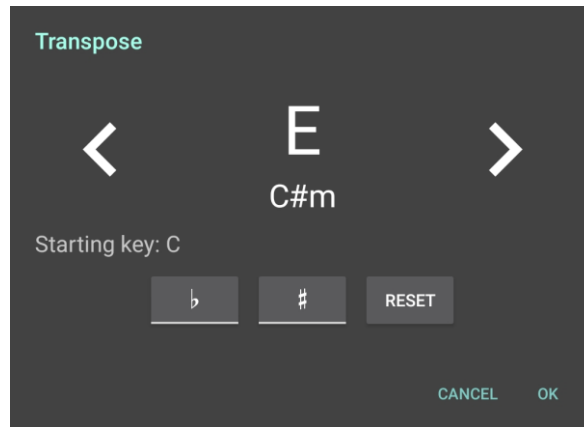 Transpose
E
C#m
Starting key: C
♭ ♯ RESET
CANCEL OK